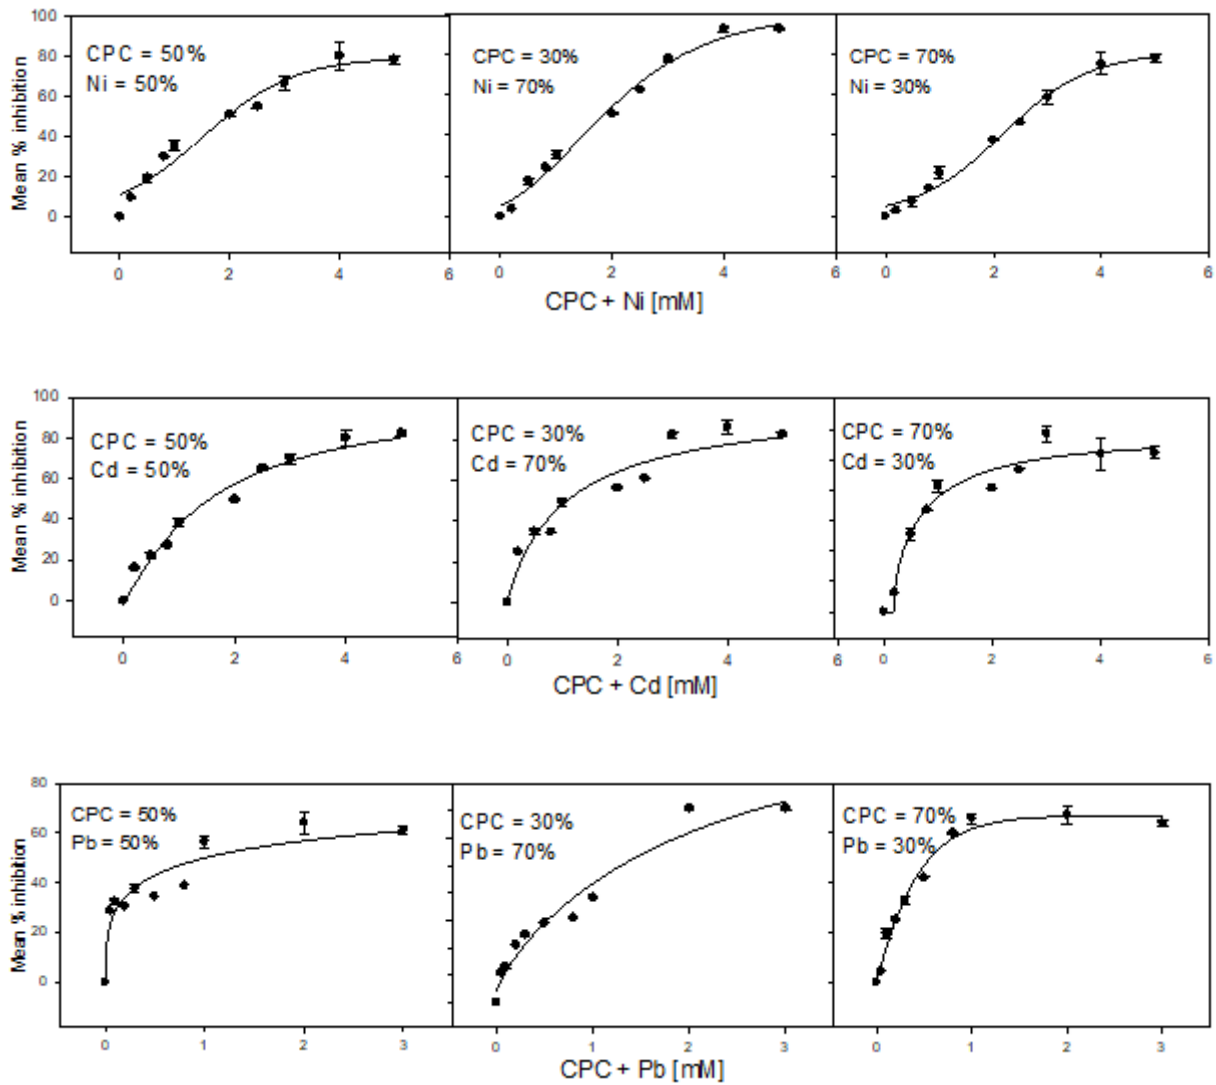 100
80
60
40
20
0
Mean % inhibition
CPC = 50%
Ni = 50%
CPC = 30%
Ni = 70%
CPC = 70%
Ni = 30%
0 2 4 6 0 2 4 6 0 2 4 6
CPC + Ni [mM]
100
80
60
40
20
0
Mean % inhibition
CPC = 50%
Cd = 50%
CPC = 30%
Cd = 70%
CPC = 70%
Cd = 30%
0 2 4 6 0 2 4 6 0 2 4 6
CPC + Cd [mM]
80
60
40
20
0
Mean % inhibition
CPC = 50%
Pb = 50%
CPC = 30%
Pb = 70%
CPC = 70%
Pb = 30%
0 1 2 3 0 1 2 3 0 1 2 3
CPC + Pb [mM]